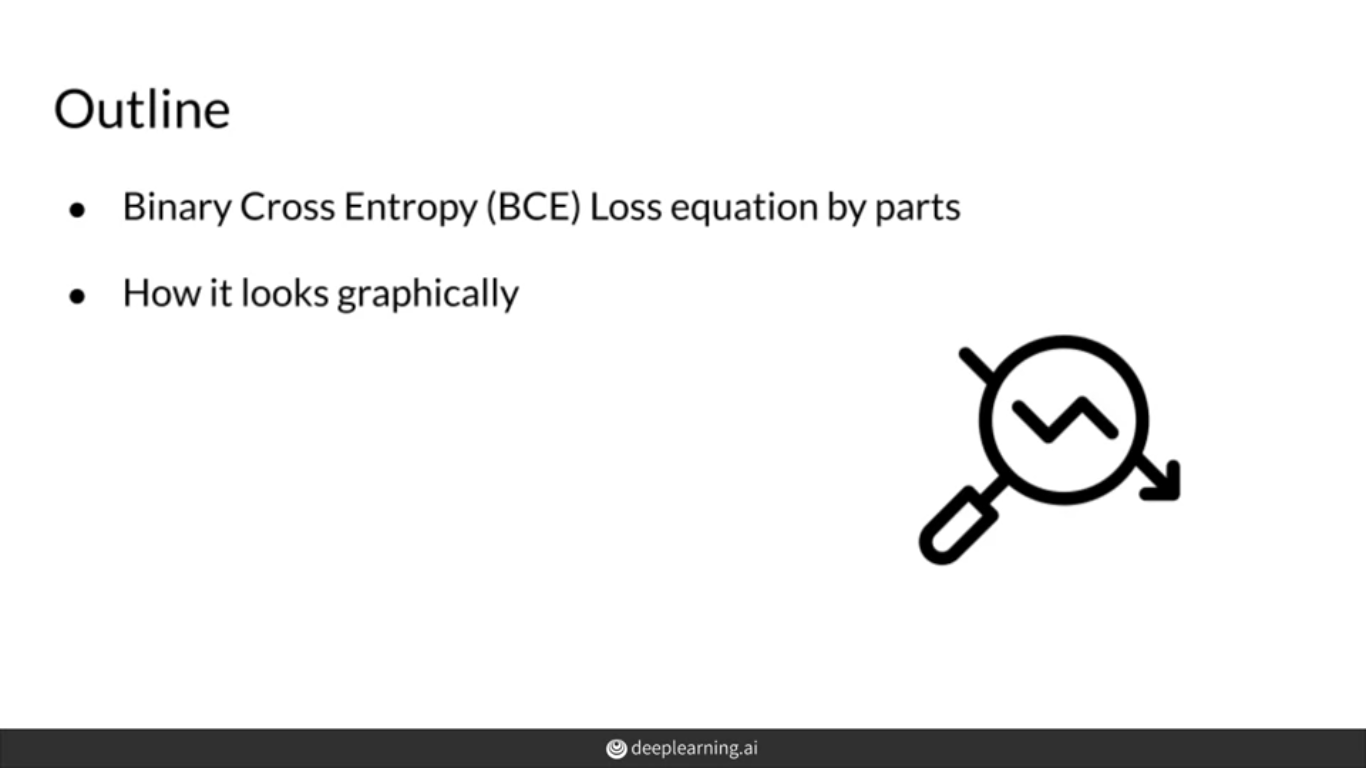 Outline
● Binary Cross Entropy (BCE) Loss equation by parts
● How it looks graphically
deeplearning.ai